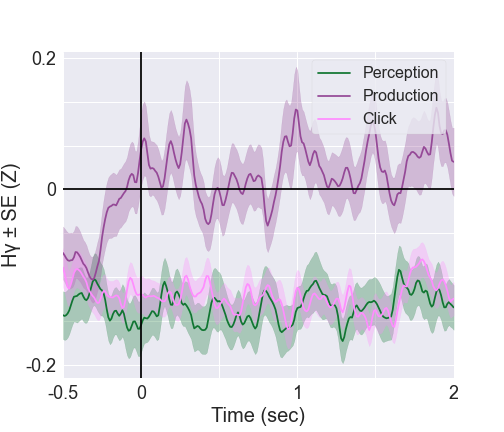 Hγ ± SE (Z)
0.2
0
-0.2
Perception
Production
Click
-0.5
0
1
2
Time (sec)